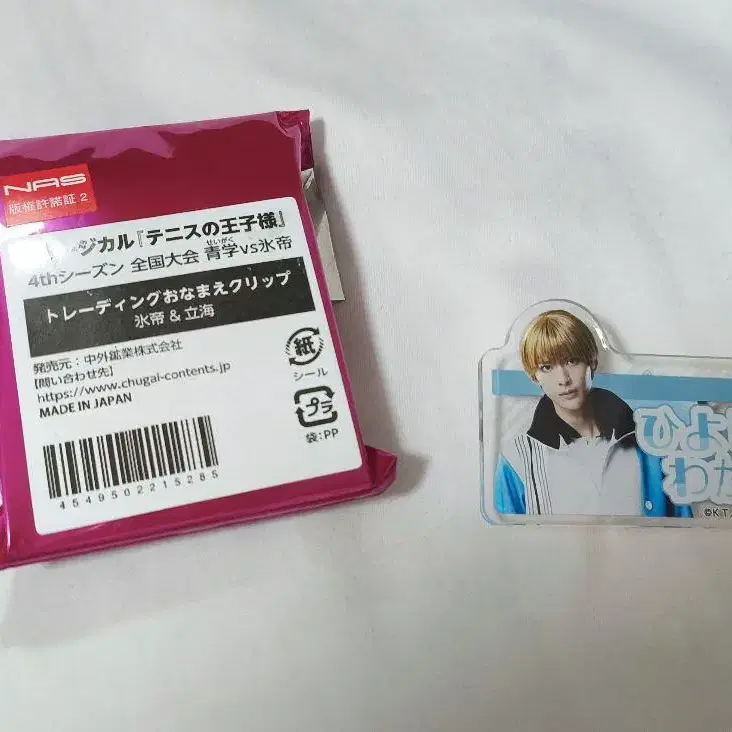 NAS
版権許諾証 2
ジカル『テニスの王子様』
せいがく
4thシーズン 全国大会 青学vs氷帝
トレーディングおなまえクリップ
氷帝 & 立海
発売元:中外鉱業株式会社
【問い合わせ先】
https://www.chugai-contents.jp
MADE IN JAPAN
紙
シール
プラ
袋:PP
4549502215285
ひよ
わか
©K.T.